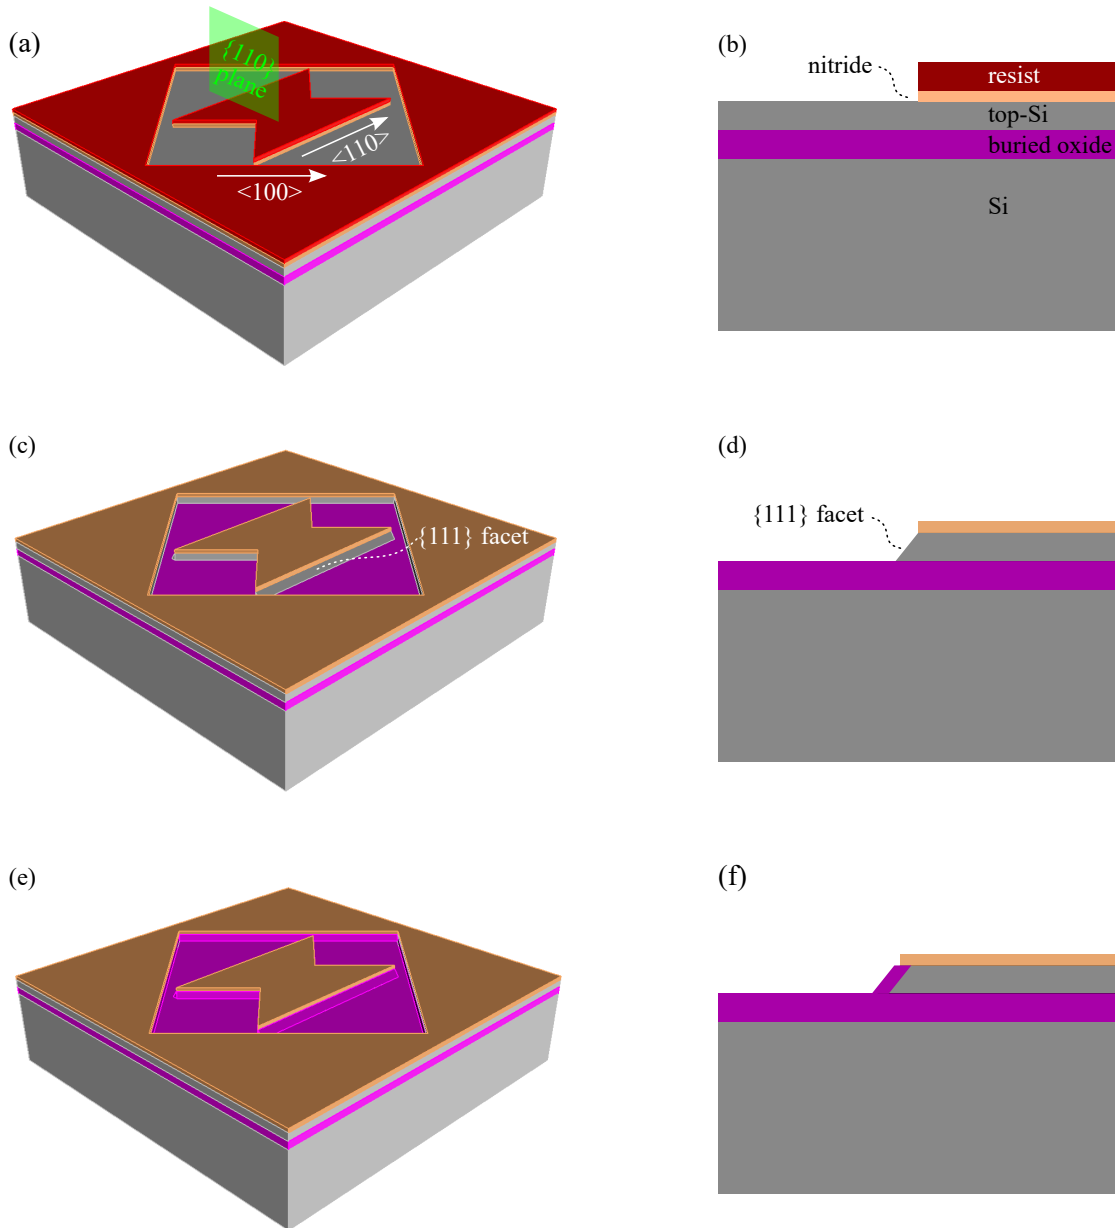 (a)
{110}
plane
<110>
<100>
(b)
nitride
resist
top-Si
buried oxide
Si
(c)
{111} facet
(d)
{111} facet
(e)
(f)